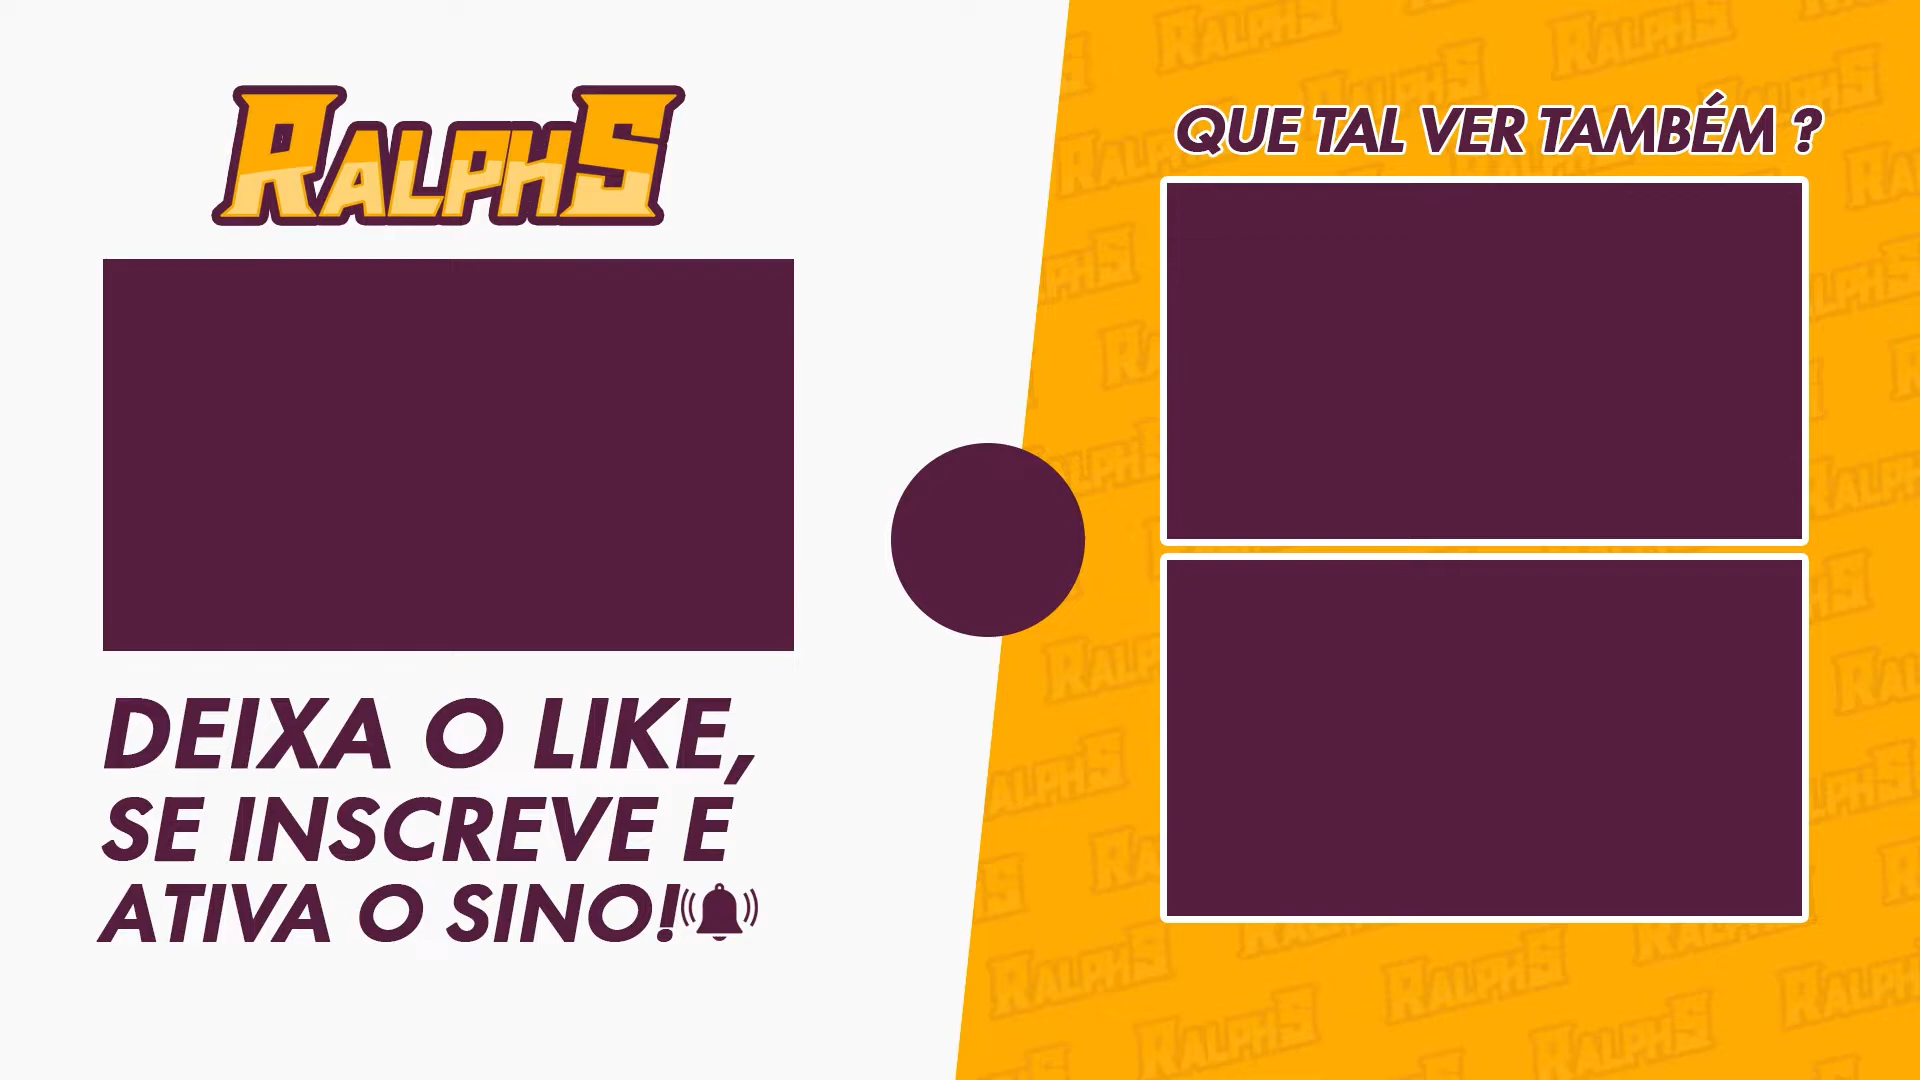 RALPHS
DEIXA O LIKE,
SE INSCREVE E
ATIVA O SINO!
QUE TAL VER TAMBÉM ?